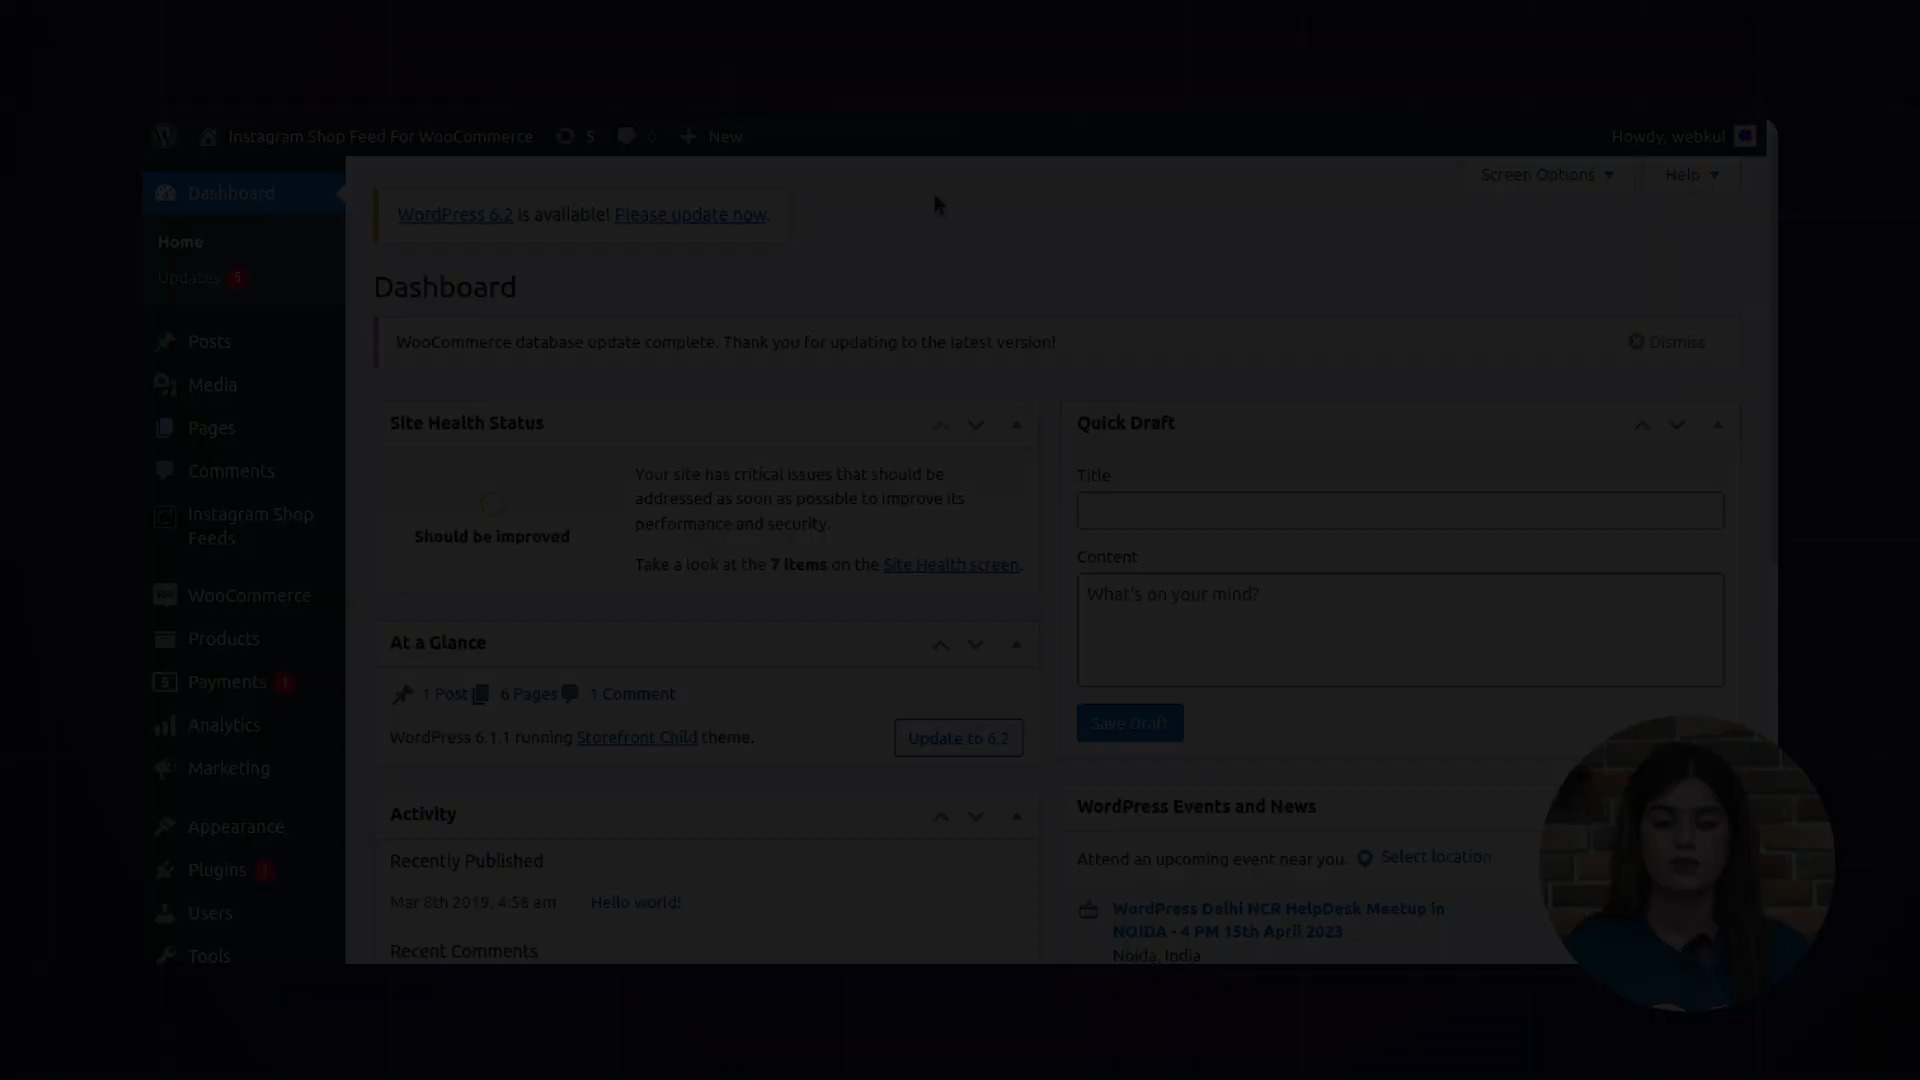 Instagram Shop Feed For WooCommerce 5 0 New Howdy, webkul
Dashboard
Home
Updates 5
Posts
Media
Pages
Comments
Instagram Shop
Feeds
WooCommerce
Products
Payments 1
Analytics
Marketing
Appearance
Plugins 1
Users
Tools
Screen Options Help
WordPress 6.2 is available! Please update now.
Dashboard
WooCommerce database update complete. Thank you for updating to the latest version! Dismiss
Site Health Status
Should be improved
Your site has critical issues that should be
addressed as soon as possible to improve its
performance and security.
Take a look at the 7 items on the Site Health screen.
At a Glance
1 Post 6 Pages 1 Comment
WordPress 6.1.1 running Storefront Child theme. Update to 6.2
Activity
Recently Published
Mar 8th 2019, 4:58 am Hello world!
Recent Comments
Quick Draft
Title
Content
What's on your mind?
Save Draft
WordPress Events and News
Attend an upcoming event near you. Select location
WordPress Delhi NCR HelpDesk Meetup in
NOIDA - 4 PM 15th April 2023
Noida, India